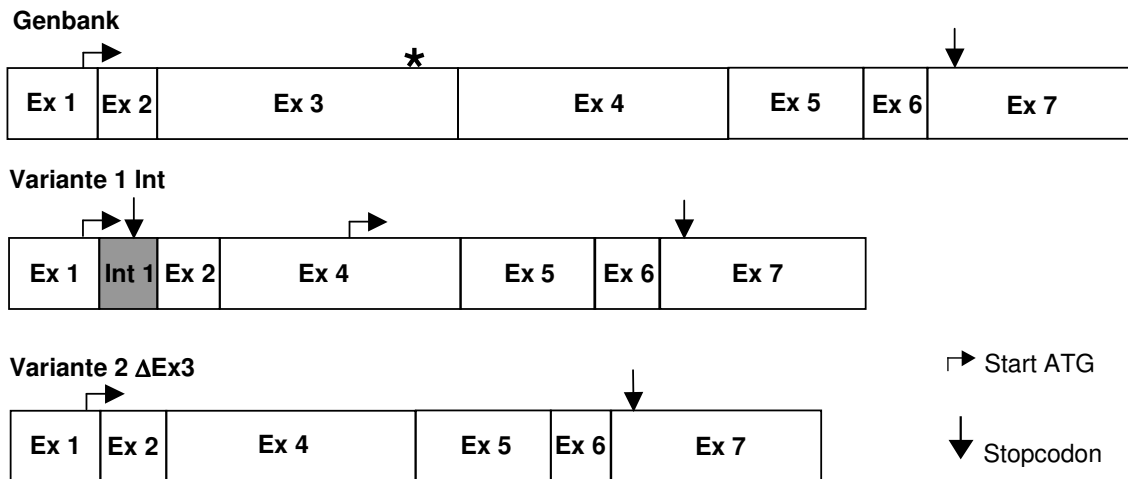 Genbank
*
Ex 1 Ex 2 Ex 3 Ex 4 Ex 5 Ex 6 Ex 7
Variante 1 Int
Ex 1 Int 1 Ex 2 Ex 4 Ex 5 Ex 6 Ex 7
Variante 2 ΔEx3
Ex 1 Ex 2 Ex 4 Ex 5 Ex 6 Ex 7
Start ATG
Stopcodon